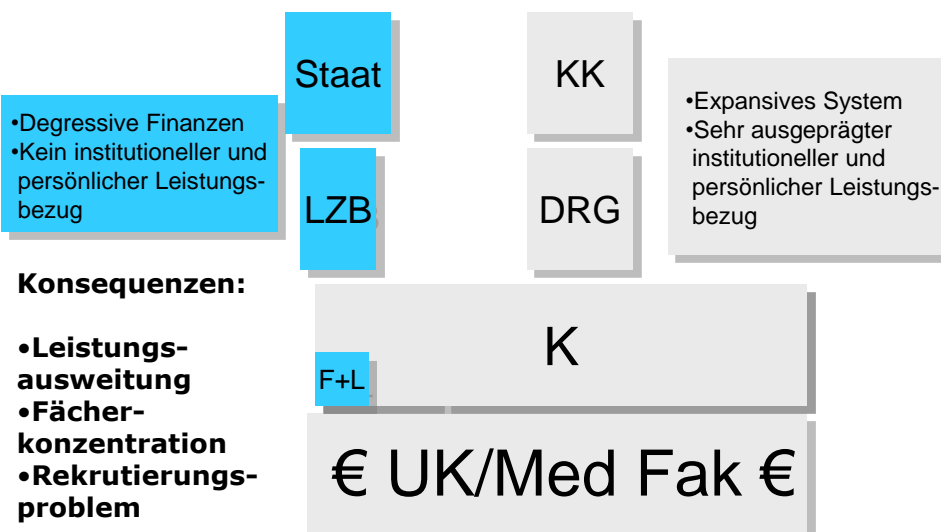 Staat
KK
•Degressive Finanzen
•Kein institutioneller und
persönlicher Leistungs-
bezug
•Expansives System
•Sehr ausgeprägter
institutioneller und
persönlicher Leistungs-
bezug
LZB
DRG
Konsequenzen:
•Leistungs-
ausweitung
•Fächer-
konzentration
•Rekrutierungs-
problem
K
F+L
€ UK/Med Fak €